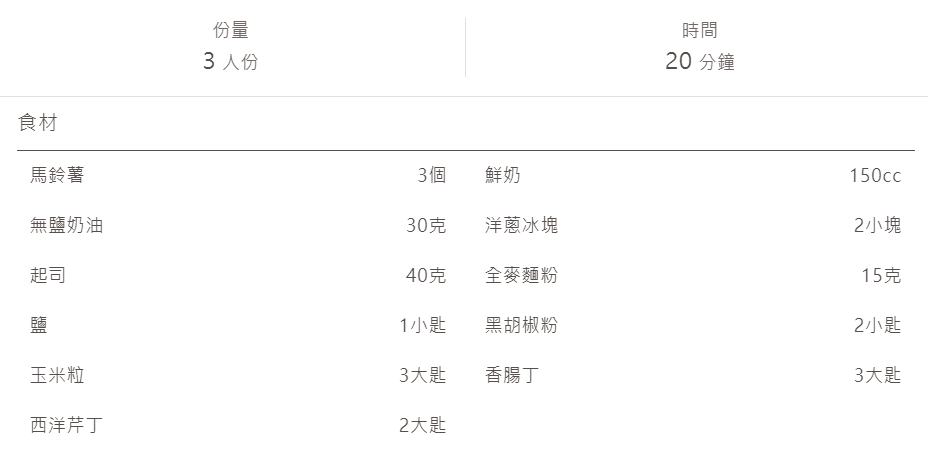 份量
3 人份
時間
20 分鐘
食材
馬鈴薯 3個
鮮奶 150cc
無鹽奶油 30克
洋蔥冰塊 2小塊
起司 40克
全麥麵粉 15克
鹽 1小匙
黑胡椒粉 2小匙
玉米粒 3大匙
香腸丁 3大匙
西洋芹丁 2大匙